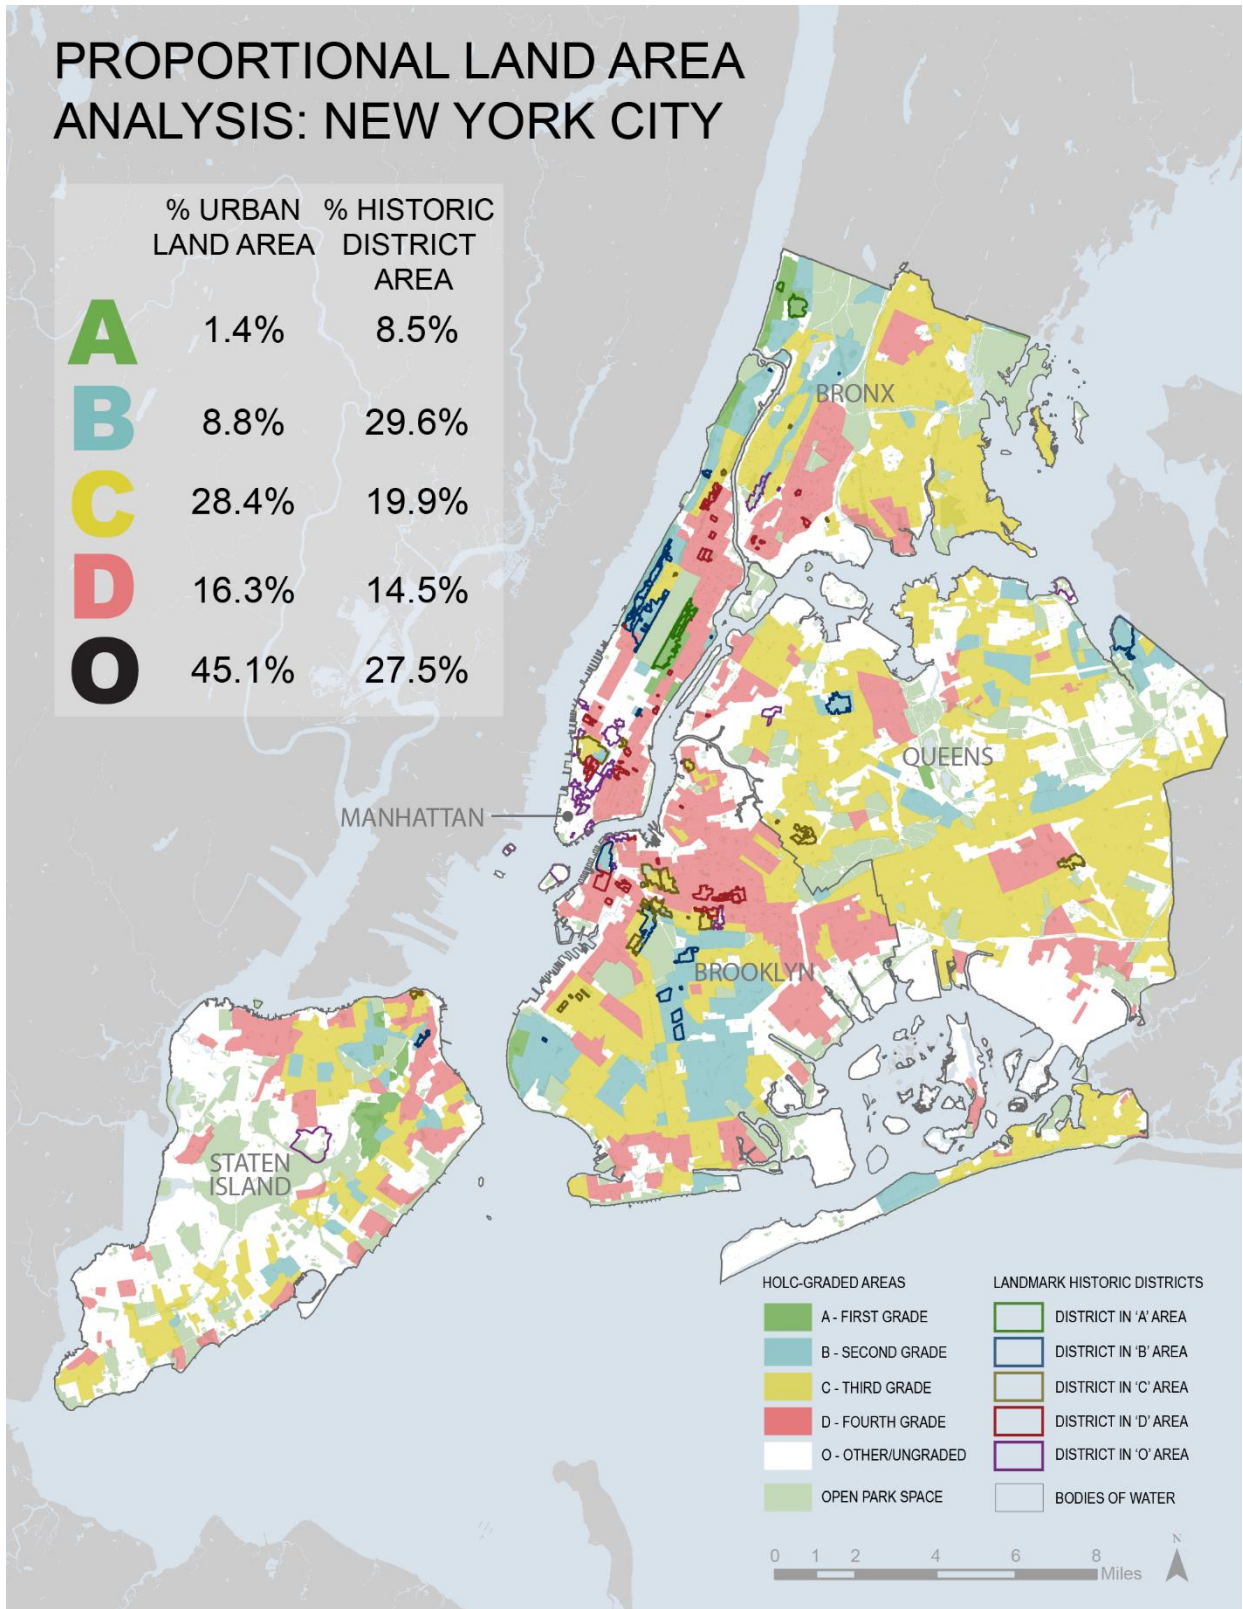 PROPORTIONAL LAND AREA
ANALYSIS: NEW YORK CITY
% URBAN LAND AREA
% HISTORIC DISTRICT AREA
A 1.4% 8.5%
B 8.8% 29.6%
C 28.4% 19.9%
D 16.3% 14.5%
O 45.1% 27.5%
BRONX
QUEENS
MANHATTAN
BROOKLYN
STATEN
ISLAND
HOLC-GRADED AREAS
A - FIRST GRADE
B - SECOND GRADE
C - THIRD GRADE
D - FOURTH GRADE
O - OTHER/UNGRADED
OPEN PARK SPACE
LANDMARK HISTORIC DISTRICTS
DISTRICT IN ‘A’ AREA
DISTRICT IN ‘B’ AREA
DISTRICT IN ‘C’ AREA
DISTRICT IN ‘D’ AREA
DISTRICT IN ‘O’ AREA
BODIES OF WATER
N
0 1 2 4 6 8
Miles